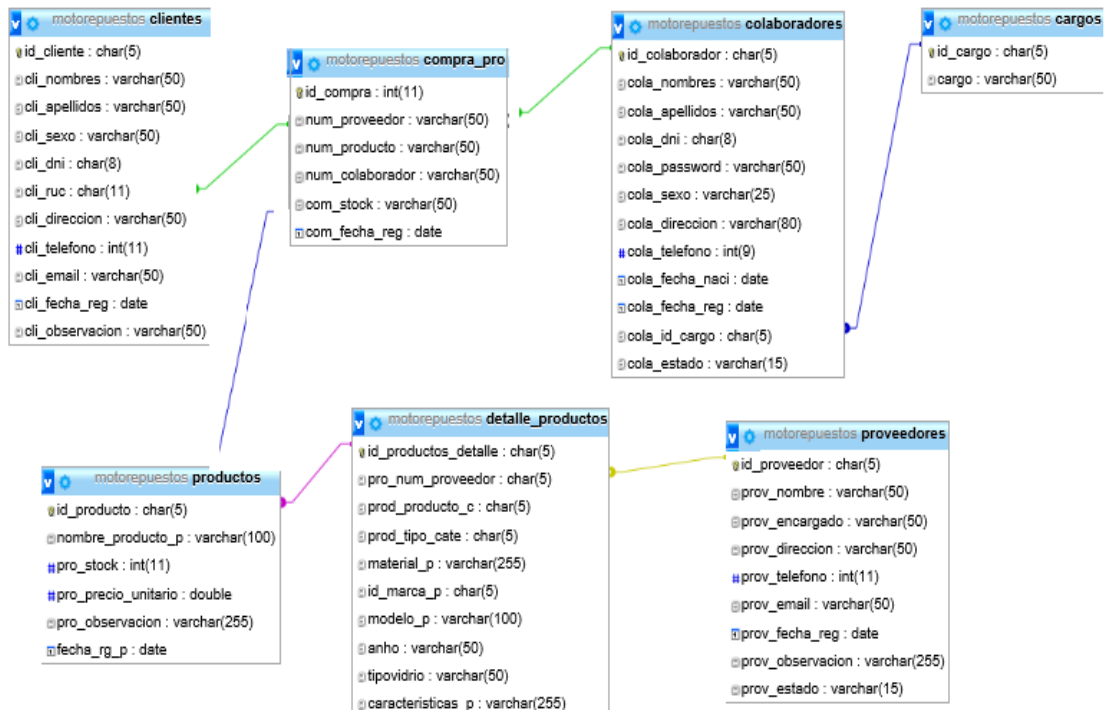 motorepuestos clientes
id_cliente : char(5)
cli_nombres : varchar(50)
cli_apellidos : varchar(50)
cli_sexo : varchar(50)
cli_dni : char(8)
cli_ruc : char(11)
cli_direccion : varchar(50)
cli_telefono : int(11)
cli_email : varchar(50)
cli_fecha_reg : date
cli_observacion : varchar(50)
motorepuestos compra_pro
id_compra : int(11)
num_proveedor : varchar(50)
num_producto : varchar(50)
num_colaborador : varchar(50)
com_stock : varchar(50)
com_fecha_reg : date
motorepuestos colaboradores
id_colaborador : char(5)
cola_nombres : varchar(50)
cola_apellidos : varchar(50)
cola_dni : char(8)
cola_password : varchar(50)
cola_sexo : varchar(25)
cola_direccion : varchar(80)
cola_telefono : int(9)
cola_fecha_naci : date
cola_fecha_reg : date
cola_id_cargo : char(5)
cola_estado : varchar(15)
motorepuestos cargos
id_cargo : char(5)
cargo : varchar(50)
motorepuestos productos
id_producto : char(5)
nombre_producto_p : varchar(100)
pro_stock : int(11)
pro_precio_unitario : double
pro_observacion : varchar(255)
fecha_rg_p : date
motorepuestos detalle_productos
id_productos_detalle : char(5)
pro_num_proveedor : char(5)
prod_producto_c : char(5)
prod_tipo_cate : char(5)
material_p : varchar(255)
id_marca_p : char(5)
modelo_p : varchar(100)
anho : varchar(50)
tipovidrio : varchar(50)
caracteristicas_p : varchar(255)
motorepuestos proveedores
id_proveedor : char(5)
prov_nombre : varchar(50)
prov_encargado : varchar(50)
prov_direccion : varchar(50)
prov_telefono : int(11)
prov_email : varchar(50)
prov_fecha_reg : date
prov_observacion : varchar(255)
prov_estado : varchar(15)